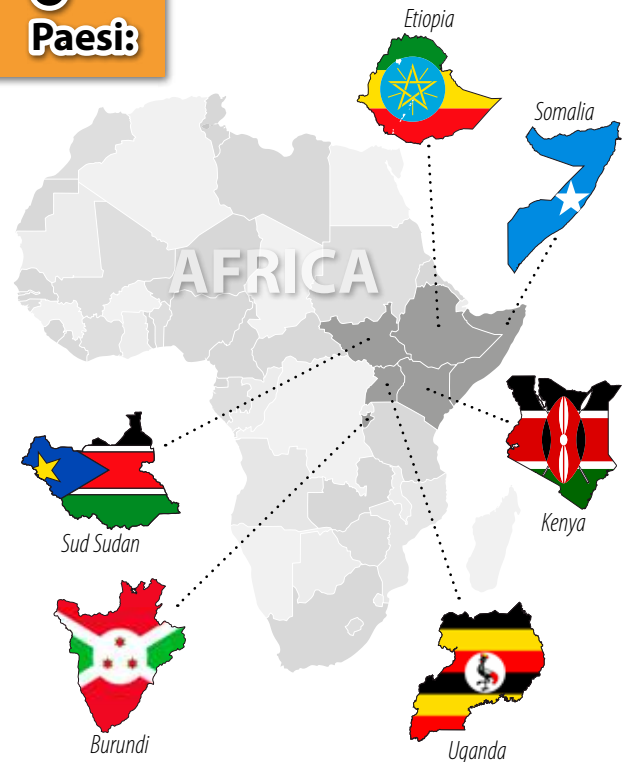 Paesi:
Etiopia
Somalia
AFRICA
Kenya
Sud Sudan
Burundi
Uganda